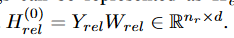 H_{rel}^{(0)} = Y_{rel}W_{rel} ∈ ℝ^{n_r×d}.